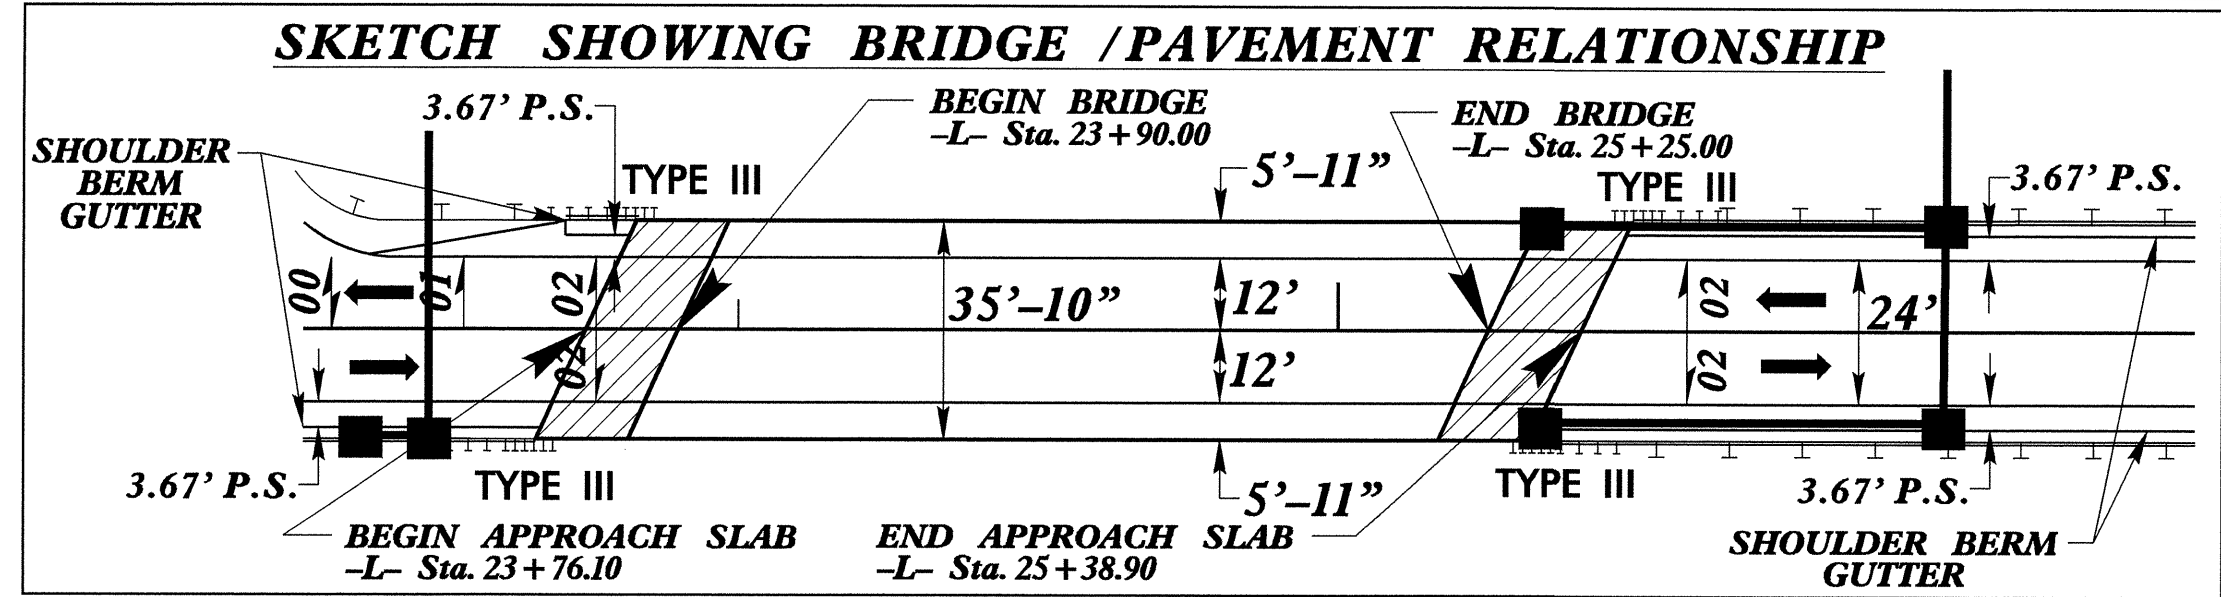 SKETCH SHOWING BRIDGE / PAVEMENT RELATIONSHIP
3.67' P.S.
BEGIN BRIDGE
–L– Sta. 23+90.00
END BRIDGE
–L– Sta. 25+25.00
SHOULDER
BERM
GUTTER
TYPE III
5'–11”
TYPE III
3.67' P.S.
00
01
02
02
35'–10”
12'
12'
02
02
24'
3.67' P.S.
TYPE III
5'–11”
TYPE III
3.67' P.S.
BEGIN APPROACH SLAB
–L– Sta. 23+76.10
END APPROACH SLAB
–L– Sta. 25+38.90
SHOULDER BERM
GUTTER